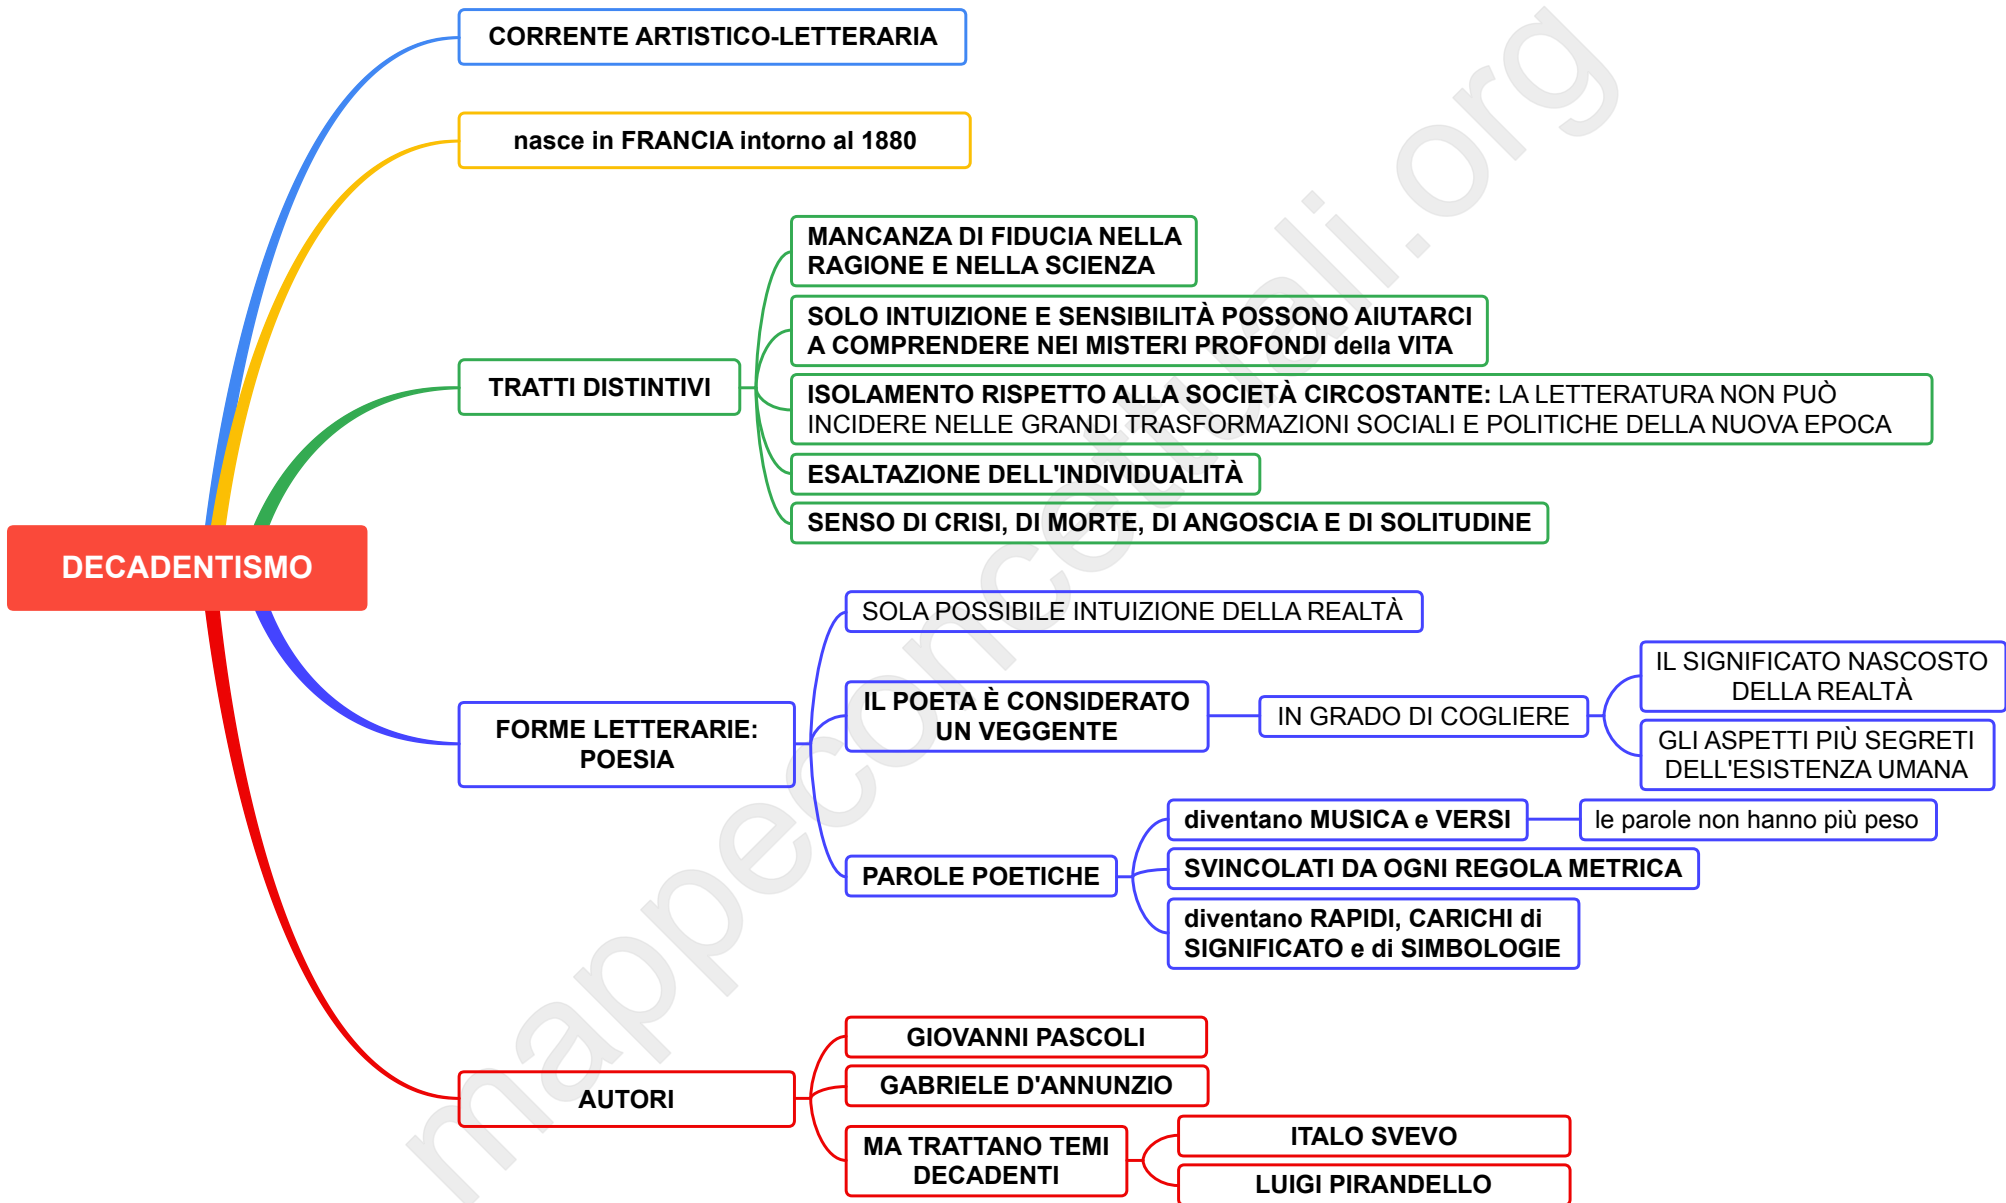 CORRENTE ARTISTICO-LETTERARIA
nasce in FRANCIA intorno al 1880
MANCANZA DI FIDUCIA NELLA
RAGIONE E NELLA SCIENZA
SOLO INTUIZIONE E SENSIBILITÀ POSSONO AIUTARCI
A COMPRENDERE NEI MISTERI PROFONDI della VITA
TRATTI DISTINTIVI
ISOLAMENTO RISPETTO ALLA SOCIETÀ CIRCOSTANTE: LA LETTERATURA NON PUÒ
INCIDERE NELLE GRANDI TRASFORMAZIONI SOCIALI E POLITICHE DELLA NUOVA EPOCA
ESALTAZIONE DELL'INDIVIDUALITÀ
SENSO DI CRISI, DI MORTE, DI ANGOSCIA E DI SOLITUDINE
DECADENTISMO
SOLA POSSIBILE INTUIZIONE DELLA REALTÀ
FORME LETTERARIE:
POESIA
IL POETA È CONSIDERATO
UN VEGGENTE
IN GRADO DI COGLIERE
IL SIGNIFICATO NASCOSTO
DELLA REALTÀ
GLI ASPETTI PIÙ SEGRETI
DELL'ESISTENZA UMANA
PAROLE POETICHE
diventano MUSICA e VERSI
le parole non hanno più peso
SVINCOLATI DA OGNI REGOLA METRICA
diventano RAPIDI, CARICHI di
SIGNIFICATO e di SIMBOLOGIE
AUTORI
GIOVANNI PASCOLI
GABRIELE D'ANNUNZIO
MA TRATTANO TEMI
DECADENTI
ITALO SVEVO
LUIGI PIRANDELLO
mappeconcettuali.org